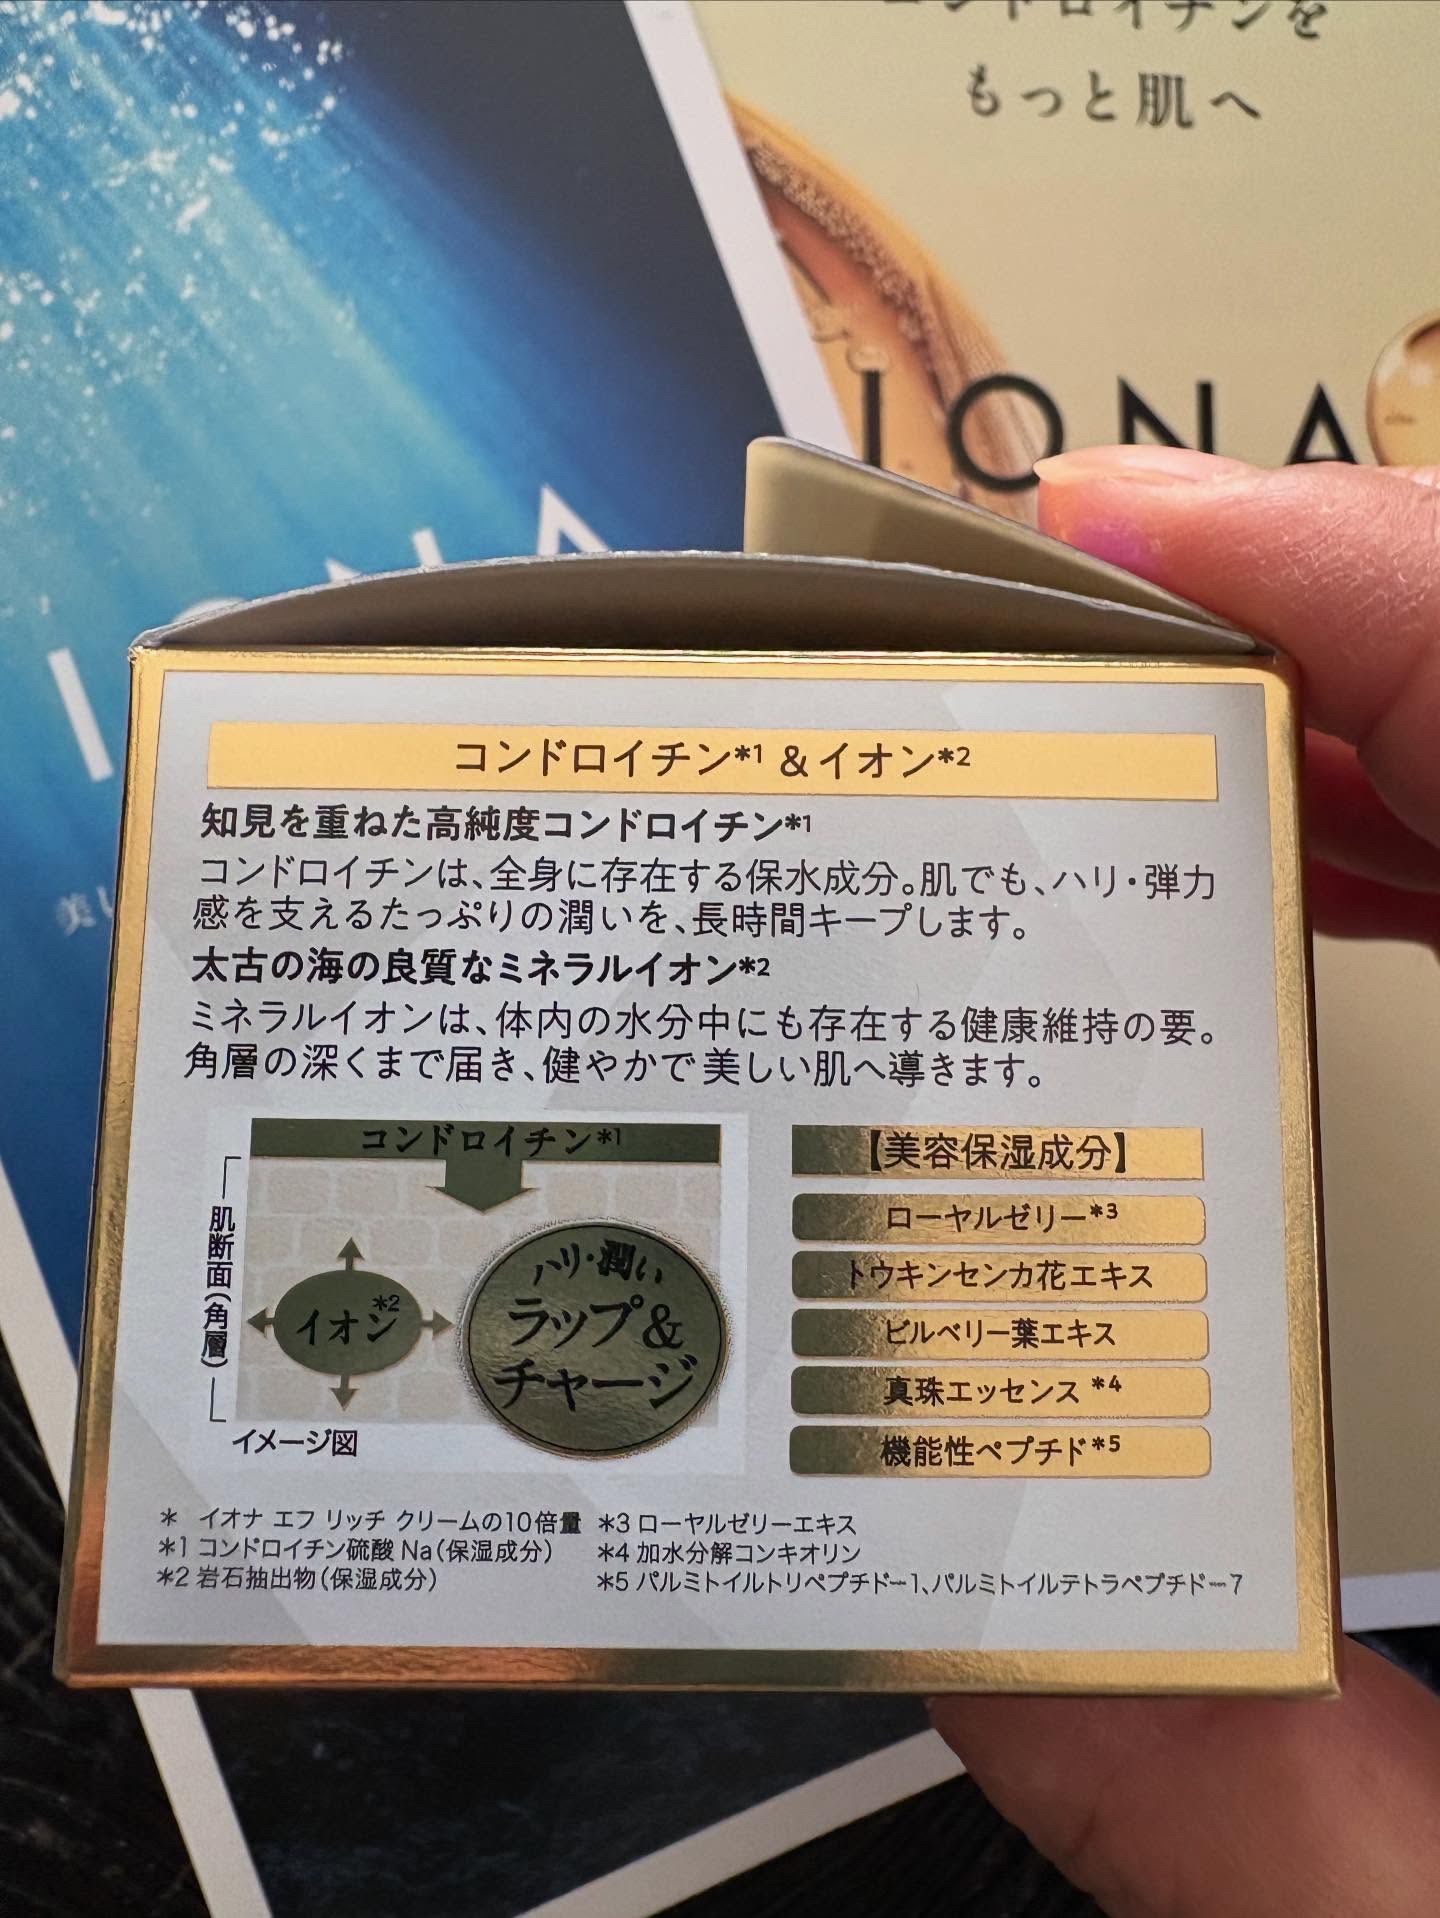 コンドロイチンを
もっと肌へ
IONA
美し
コンドロイチン*1 & イオン*2
知見を重ねた高純度コンドロイチン*1
コンドロイチンは、全身に存在する保水成分。肌でも、ハリ・弾力
感を支えるたっぷりの潤いを、長時間キープします。
太古の海の良質なミネラルイオン*2
ミネラルイオンは、体内の水分中にも存在する健康維持の要。
角層の深くまで届き、健やかで美しい肌へ導きます。
コンドロイチン*1
肌断面(角層)
イオン*2
ハリ・潤い
ラップ&
チャージ
イメージ図
【美容保湿成分】
ローヤルゼリー*3
トウキンセンカ花エキス
ビルベリー葉エキス
真珠エッセンス*4
機能性ペプチド*5
* イオナ エフ リッチ クリームの10倍量
*1 コンドロイチン硫酸 Na(保湿成分)
*2 岩石抽出物(保湿成分)
*3 ローヤルゼリーエキス
*4 加水分解コンキオリン
*5 パルミトイルトリペプチド-1、パルミトイルテトラペプチド-7